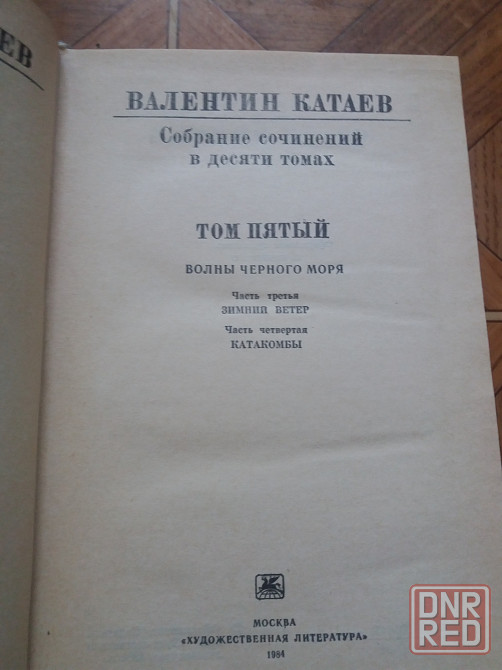 ЕВ
ВАЛЕНТИН КАТАЕВ
Собрание сочинений
в десяти томах
ТОМ ПЯТЫЙ
ВОЛНЫ ЧЕРНОГО МОРЯ
Часть третья
ЗИМНИЙ ВЕТЕР
Часть четвертая
КАТАКОМБЫ
МОСКВА
«ХУДОЖЕСТВЕННАЯ ЛИТЕРАТУРА»
1984
DNR
RED